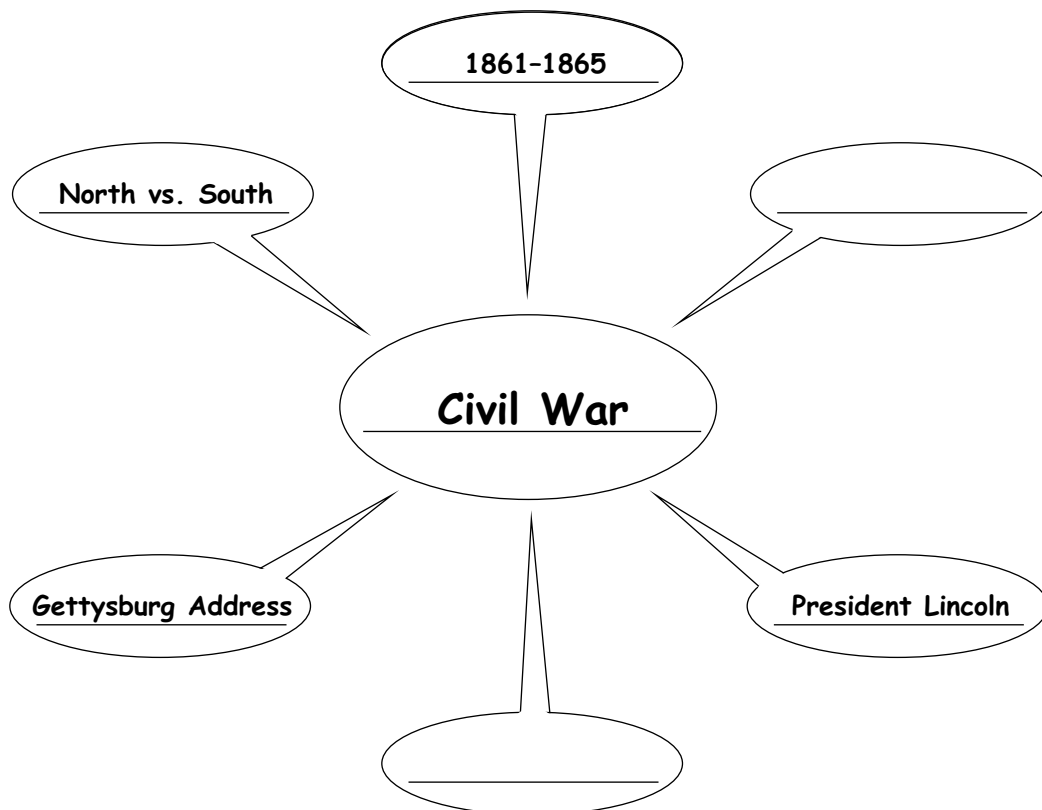 1861–1865
North vs. South
Civil War
Gettysburg Address
President Lincoln